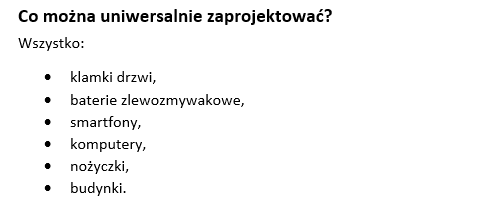 Co można uniwersalnie zaprojektować?
Wszystko:
• klamki drzwi,
• baterie zlewozmywakowe,
• smartfony,
• komputery,
• nożyczki,
• budynki.